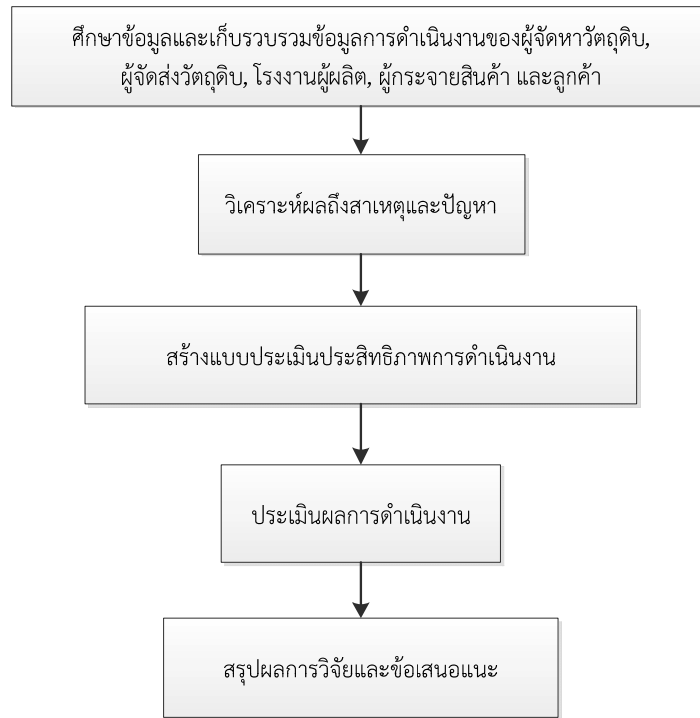 ศึกษาข้อมูลและเก็บรวบรวมข้อมูลการดำเนินงานของผู้จัดหาวัตถุดิบ,
ผู้จัดส่งวัตถุดิบ, โรงงานผู้ผลิต, ผู้กระจายสินค้า และลูกค้า
วิเคราะห์ผลถึงสาเหตุและปัญหา
สร้างแบบประเมินประสิทธิภาพการดำเนินงาน
ประเมินผลการดำเนินงาน
สรุปผลการวิจัยและข้อเสนอแนะ